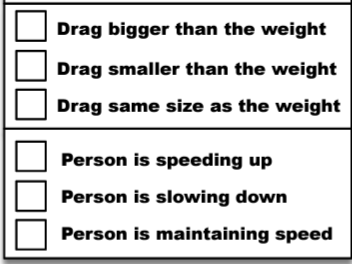 Drag bigger than the weight
Drag smaller than the weight
Drag same size as the weight
Person is speeding up
Person is slowing down
Person is maintaining speed